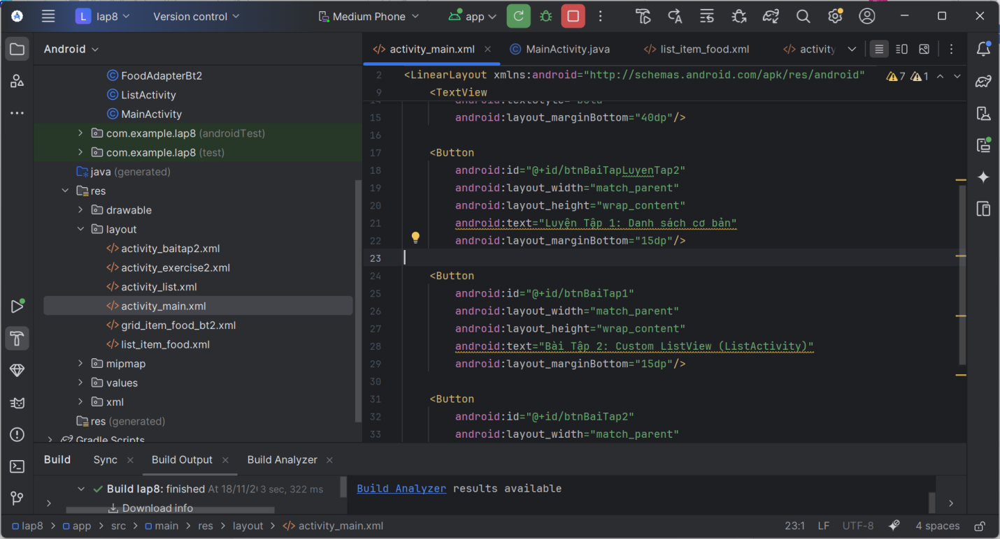 L lap8 Version control Medium Phone app
Android
activity_main.xml MainActivity.java list_item_food.xml activity
FoodAdapterBt2
ListActivity
MainActivity
com.example.lap8 (androidTest)
com.example.lap8 (test)
java (generated)
res
drawable
layout
activity_baitap2.xml
activity_exercise2.xml
activity_list.xml
activity_main.xml
grid_item_food_bt2.xml
list_item_food.xml
mipmap
values
xml
res (generated)
Gradle Scripts
2 <LinearLayout xmlns:android="http://schemas.android.com/apk/res/android" 7 1
9 <TextView
14 android:textStyle="bold"
15 android:layout_marginBottom="40dp"/>
16
17 <Button
18 android:id="@+id/btnBaiTapLuyenTap2"
19 android:layout_width="match_parent"
20 android:layout_height="wrap_content"
21 android:text="Luyện Tập 1: Danh sách cơ bản"
22 android:layout_marginBottom="15dp"/>
23
24 <Button
25 android:id="@+id/btnBaiTap1"
26 android:layout_width="match_parent"
27 android:layout_height="wrap_content"
28 android:text="Bài Tập 2: Custom ListView (ListActivity)"
29 android:layout_marginBottom="15dp"/>
30
31 <Button
32 android:id="@+id/btnBaiTap2"
33 android:layout_width="match_parent"
Build Sync Build Output Build Analyzer
Build lap8: finished At 18/11/2 3 sec, 322 ms
Download info
Build Analyzer results available
lap8 > app > src > main > res > layout > activity_main.xml 23:1 LF UTF-8 4 spaces